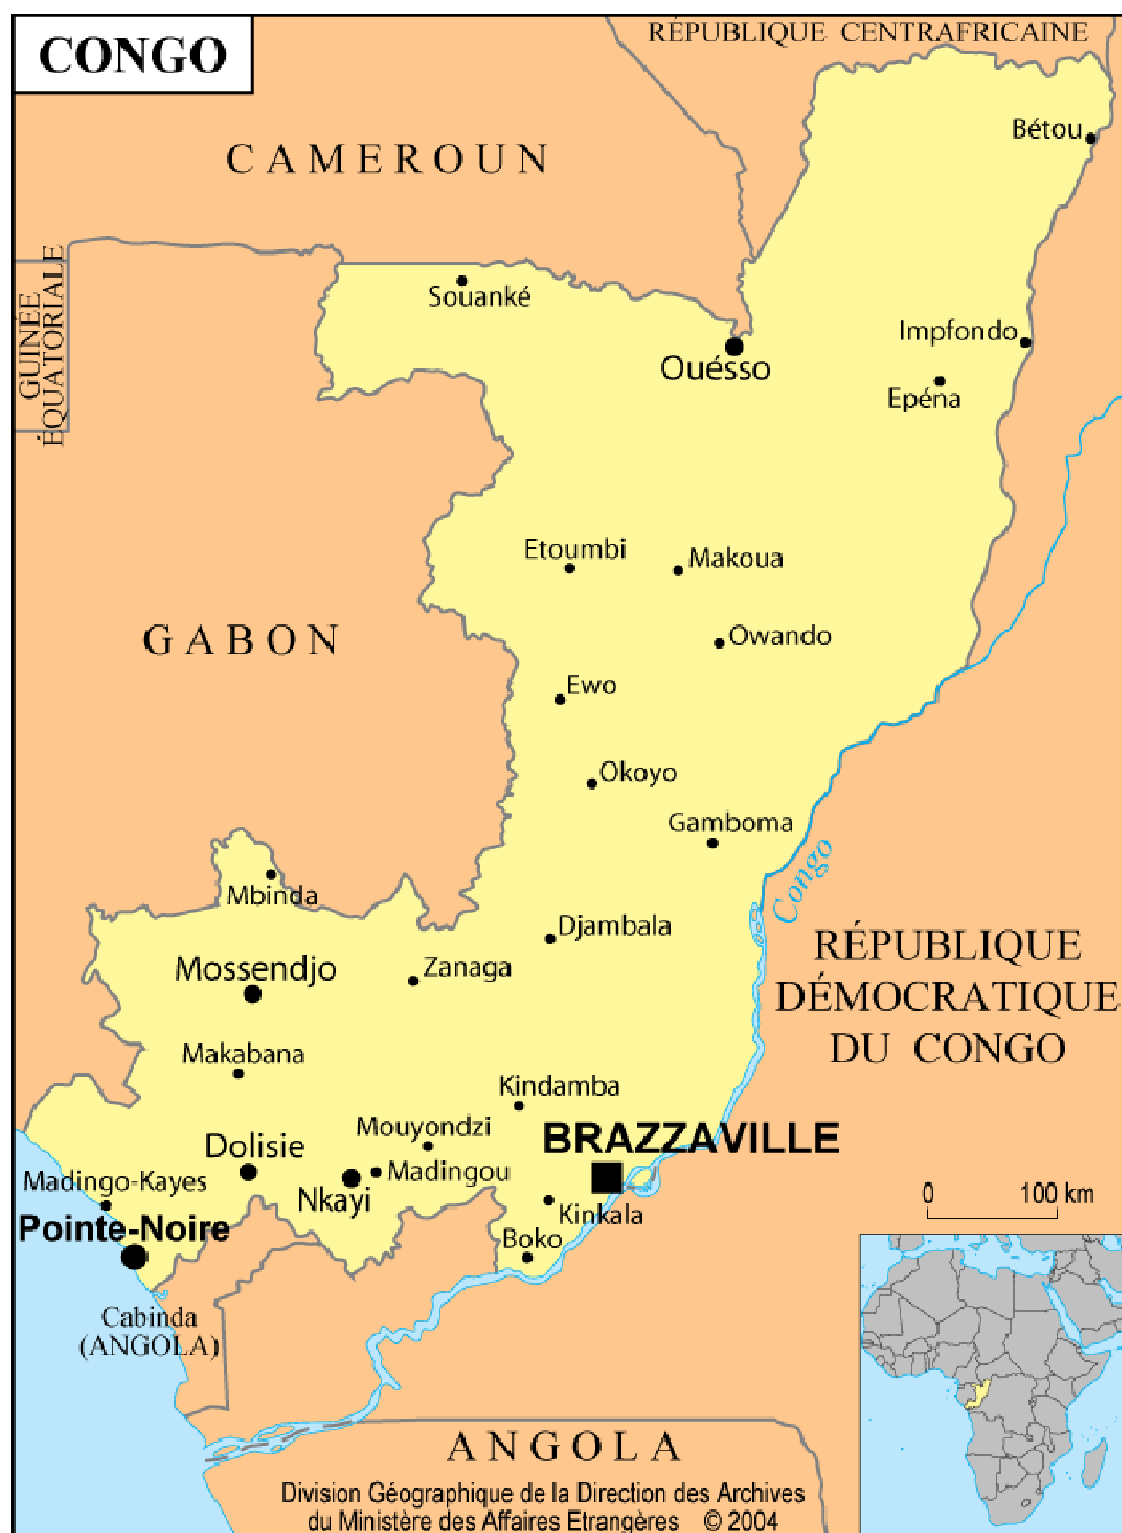 CONGO
RÉPUBLIQUE CENTRAFRICAINE
Bétou
CAMEROUN
GUINÉE
ÉQUATORIALE
Souanké
Impfondo
Ouésso
Epéna
Etoumbi
Makoua
GABON
Owando
Ewo
Okoyo
Gamboma
Congo
Mbinda
Djambala
RÉPUBLIQUE
DÉMOCRATIQUE
DU CONGO
Mossendjo
Zanaga
Makabana
Kindamba
Mouyondzi
BRAZZAVILLE
Dolisie
Madingou
Madingo-Kayes
Nkayi
0 100 km
Kinkala
Pointe-Noire
Boko
Cabinda
(ANGOLA)
ANGOLA
Division Géographique de la Direction des Archives
du Ministère des Affaires Etrangères © 2004